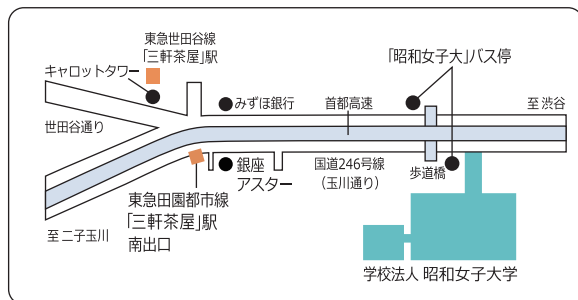 東急世田谷線
「三軒茶屋」駅
キャロットタワー
「昭和女子大」バス停
みずほ銀行
首都高速
至 渋谷
世田谷通り
銀座
アスター
国道246号線
(玉川通り)
歩道橋
東急田園都市線
「三軒茶屋」駅
南出口
至 二子玉川
学校法人 昭和女子大学